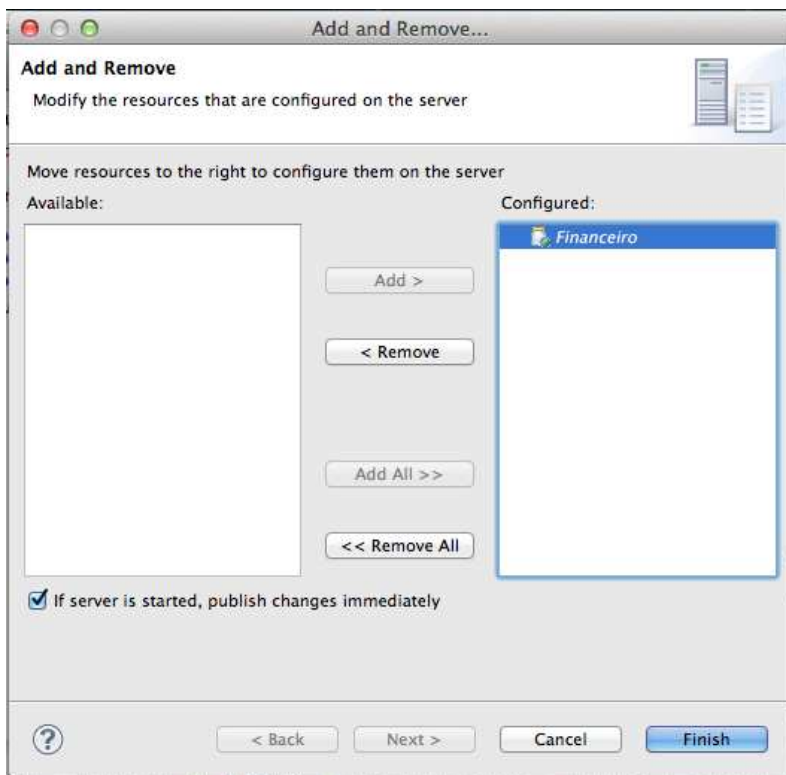 Add and Remove...
Add and Remove
Modify the resources that are configured on the server
Move resources to the right to configure them on the server
Available:
Configured:
Financeiro
Add >
< Remove
Add All >>
<< Remove All
If server is started, publish changes immediately
?
< Back
Next >
Cancel
Finish